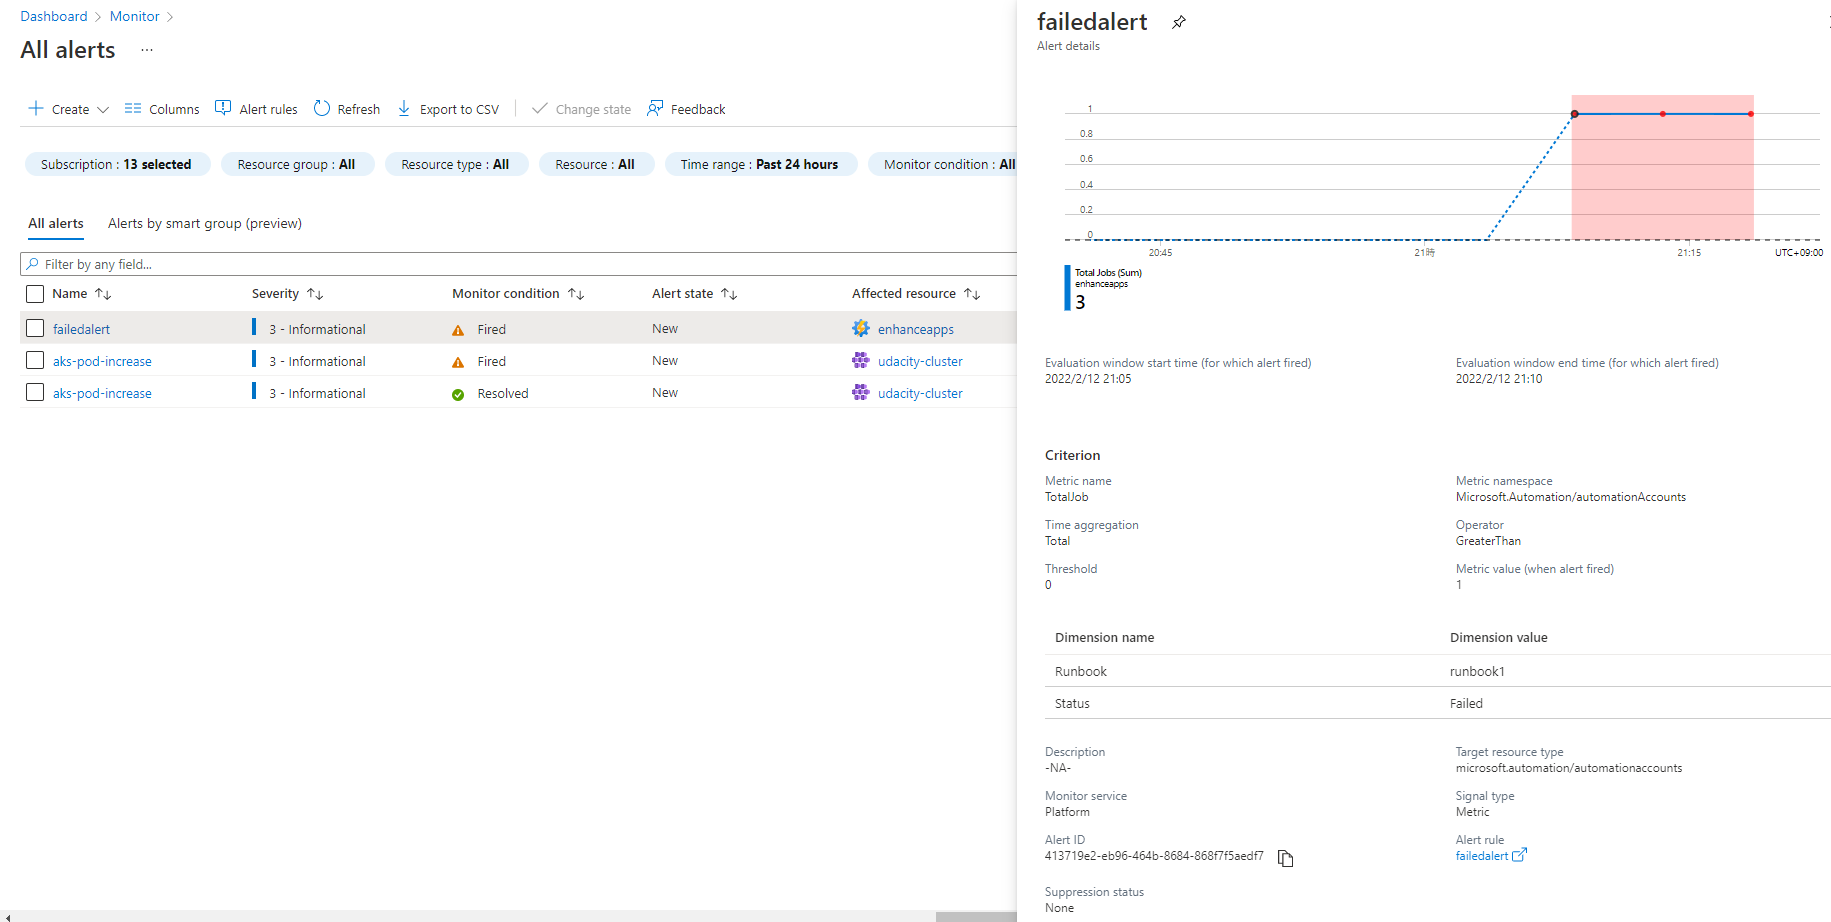 Dashboard > Monitor >
All alerts ...
Create Columns Alert rules Refresh Export to CSV Change state Feedback
Subscription : 13 selected Resource group : All Resource type : All Resource : All Time range : Past 24 hours Monitor condition : All
All alerts Alerts by smart group (preview)
Filter by any field...
Name ↑↓ Severity ↑↓ Monitor condition ↑↓ Alert state ↑↓ Affected resource ↑↓
failedalert 3 - Informational Fired New enhanceapps
aks-pod-increase 3 - Informational Fired New udacity-cluster
aks-pod-increase 3 - Informational Resolved New udacity-cluster
failedalert
Alert details
1
0.8
0.6
0.4
0.2
0
20:45 21時 21:15 UTC+09:00
Total Jobs (Sum)
enhanceapps
3
Evaluation window start time (for which alert fired) Evaluation window end time (for which alert fired)
2022/2/12 21:05 2022/2/12 21:10
Criterion
Metric name Metric namespace
TotalJob Microsoft.Automation/automationAccounts
Time aggregation Operator
Total GreaterThan
Threshold Metric value (when alert fired)
0 1
Dimension name Dimension value
Runbook runbook1
Status Failed
Description Target resource type
-NA- microsoft.automation/automationaccounts
Monitor service Signal type
Platform Metric
Alert ID Alert rule
413719e2-eb96-464b-8684-868f7f5aedf7 failedalert
Suppression status
None